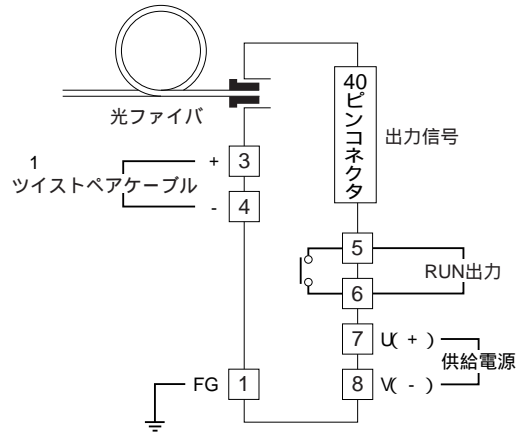 光ファイバ
1
ツイストペアケーブル
+ 3
- 4
FG 1
40ピンコネクタ
出力信号
5
6
RUN出力
7 U( + )
8 V( - )
供給電源